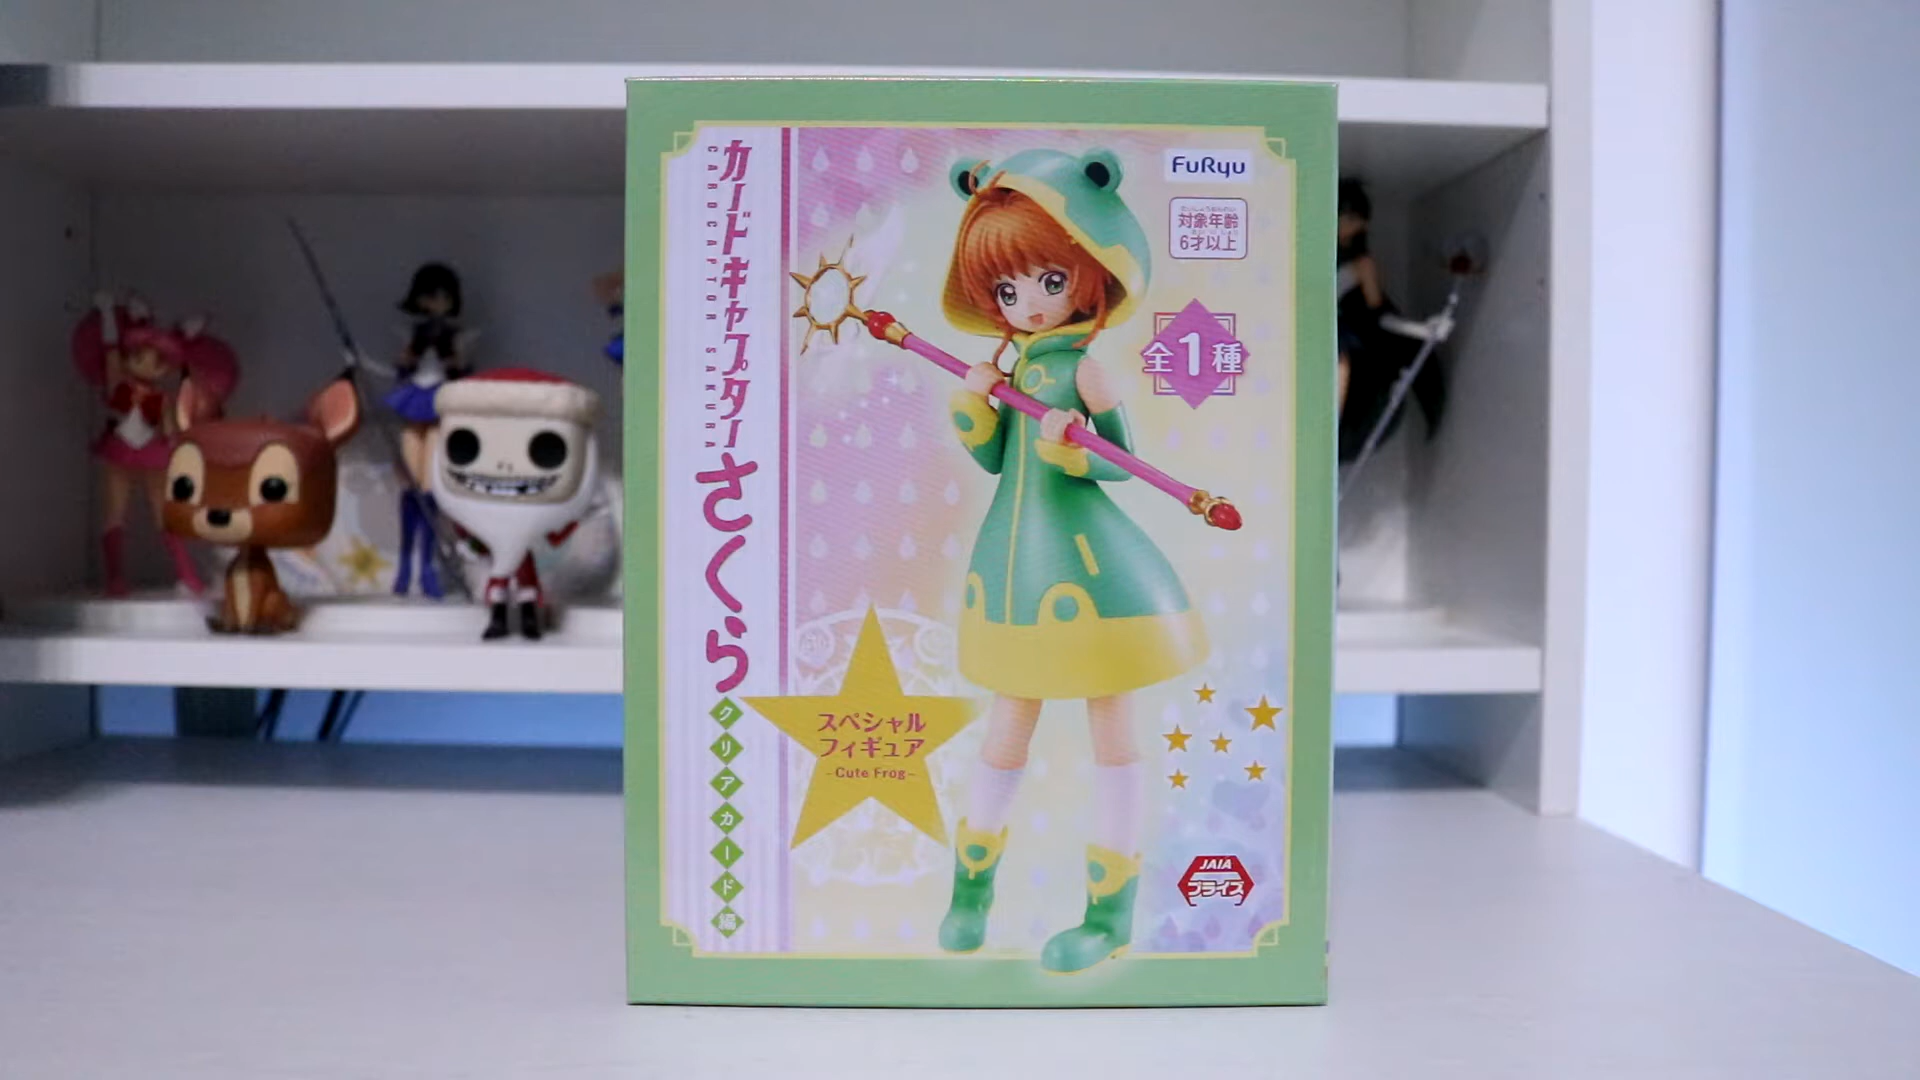 カードキャプターさくら
CARDCAPTOR SAKURA
クリアカード編
FuRyu
対象年齢
6才以上
全1種
スペシャル
フィギュア
-Cute Frog-
JAIA
プライズ